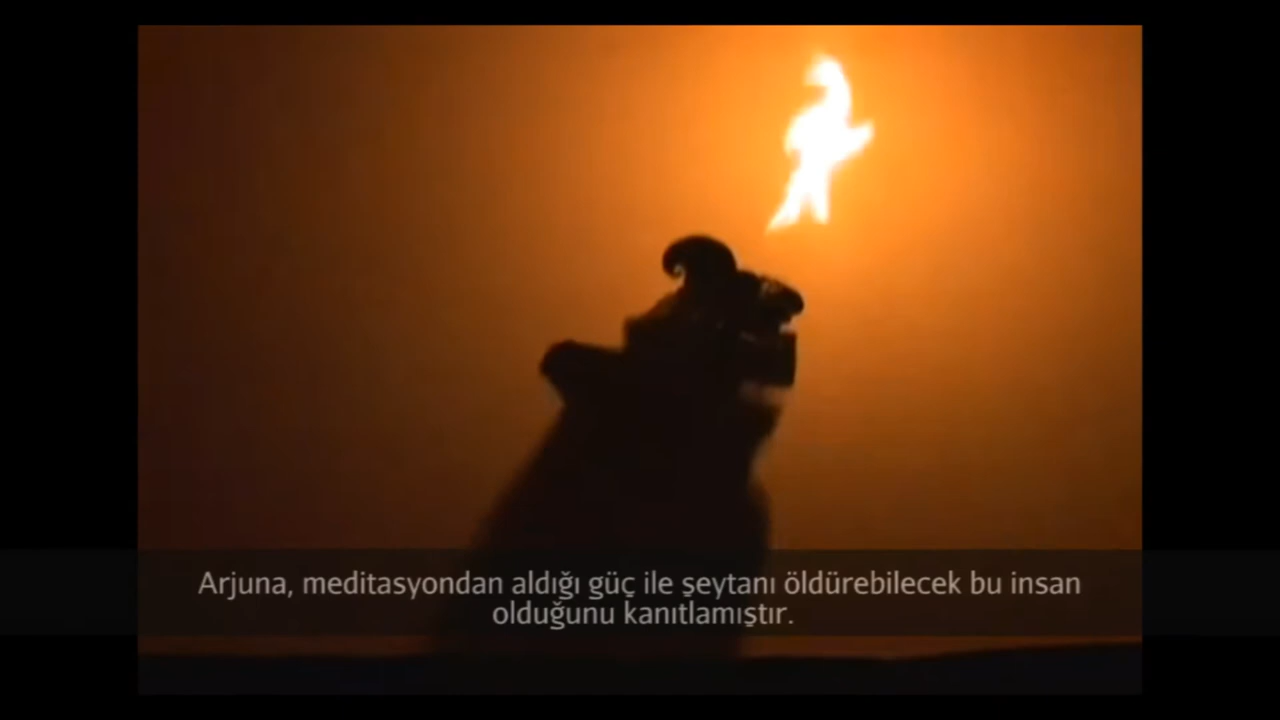 Arjuna, meditasyondan aldığı güç ile şeytanı öldürebilecek bu insan
olduğunu kanıtlamıştır.